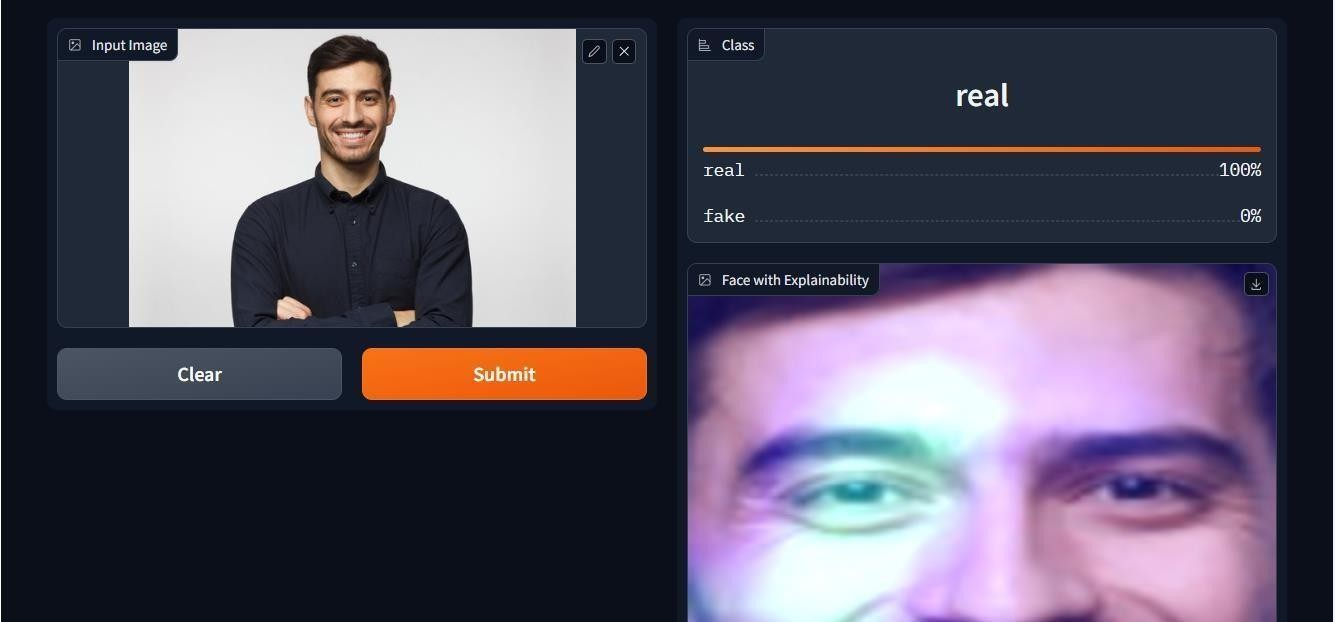 Input Image
Clear
Submit
Class
real
real 100%
fake 0%
Face with Explainability